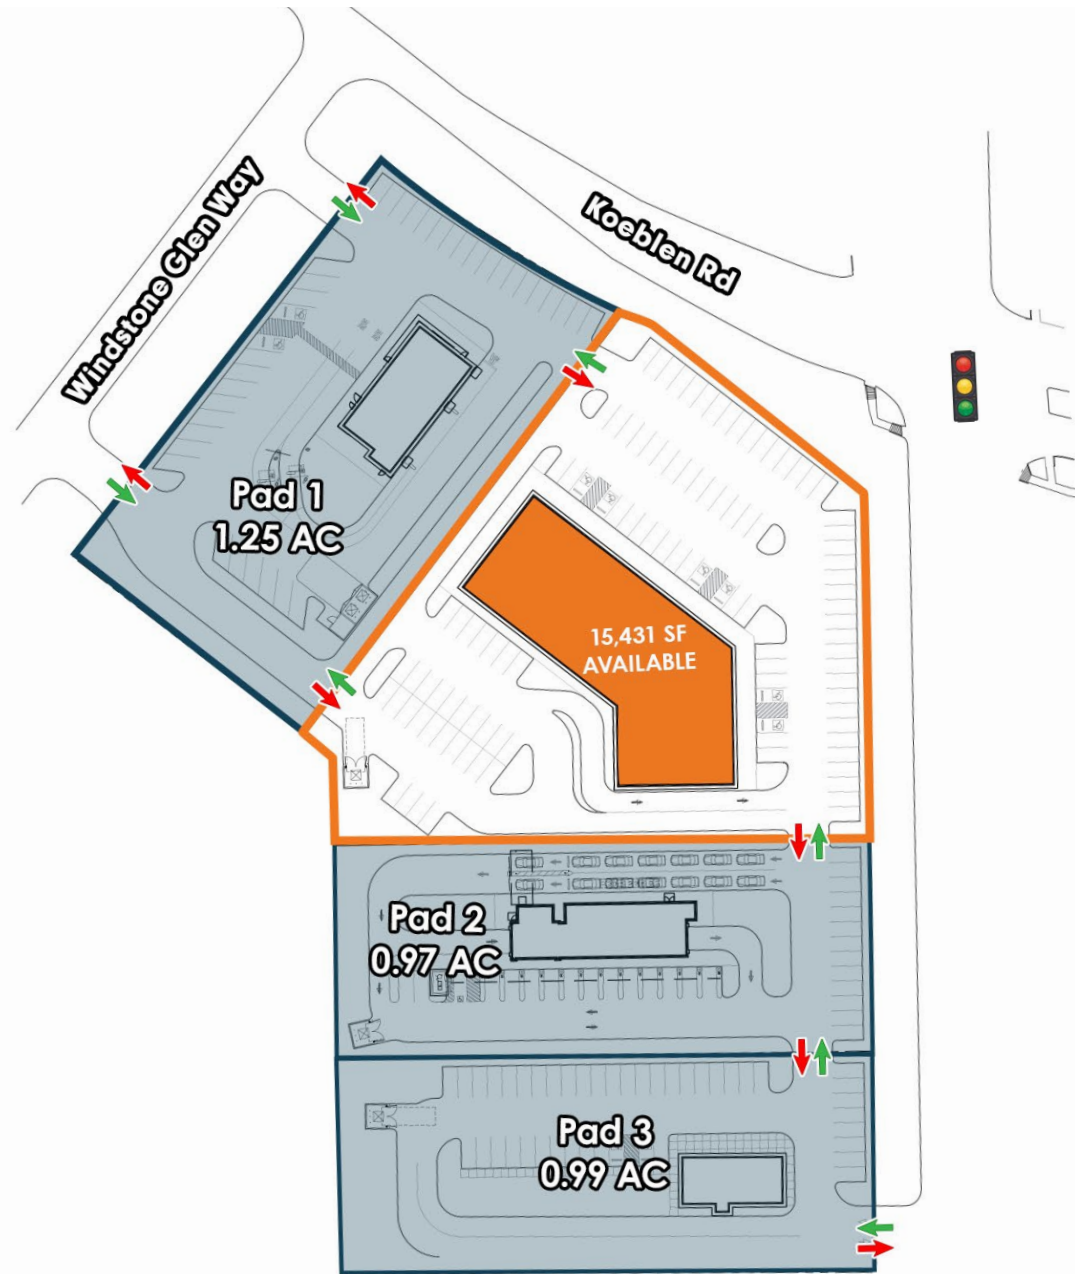 Windstone Glen Way
Koeblen Rd
Pad 1
1.25 AC
15,431 SF
AVAILABLE
Pad 2
0.97 AC
Pad 3
0.99 AC